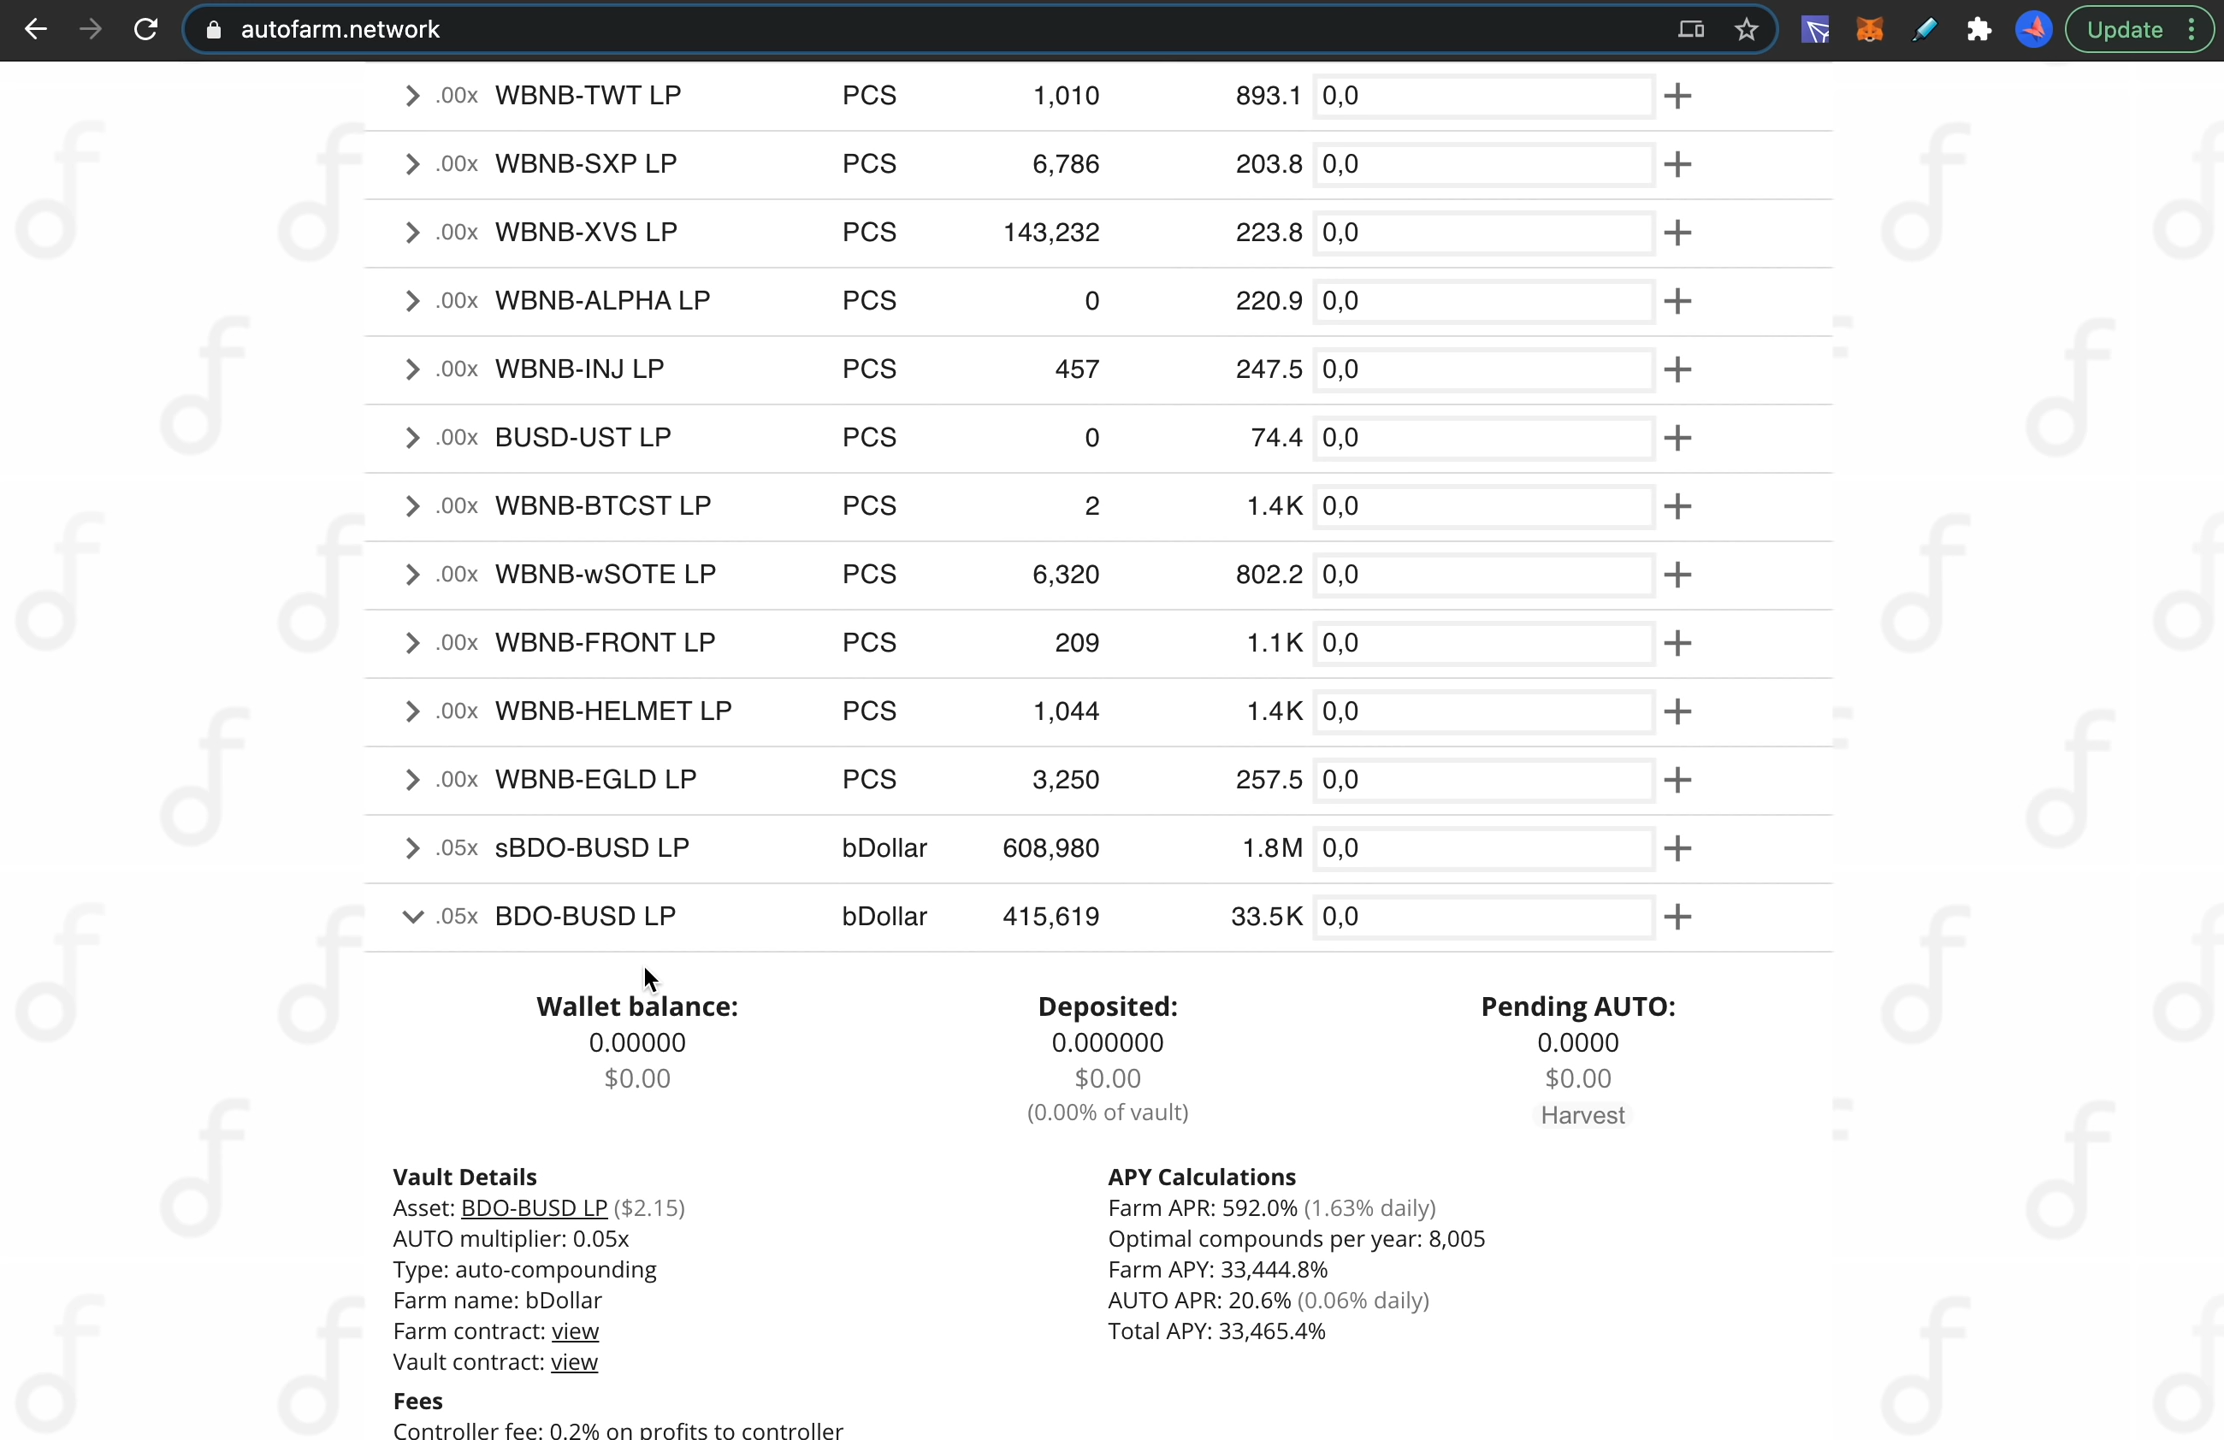 autofarm.network
Update
.00x WBNB-TWT LP PCS 1,010 893.1 0,0
.00x WBNB-SXP LP PCS 6,786 203.8 0,0
.00x WBNB-XVS LP PCS 143,232 223.8 0,0
.00x WBNB-ALPHA LP PCS 0 220.9 0,0
.00x WBNB-INJ LP PCS 457 247.5 0,0
.00x BUSD-UST LP PCS 0 74.4 0,0
.00x WBNB-BTCST LP PCS 2 1.4K 0,0
.00x WBNB-wSOTE LP PCS 6,320 802.2 0,0
.00x WBNB-FRONT LP PCS 209 1.1K 0,0
.00x WBNB-HELMET LP PCS 1,044 1.4K 0,0
.00x WBNB-EGLD LP PCS 3,250 257.5 0,0
.05x sBDO-BUSD LP bDollar 608,980 1.8M 0,0
.05x BDO-BUSD LP bDollar 415,619 33.5K 0,0
Wallet balance:
0.00000
$0.00
Deposited:
0.000000
$0.00
(0.00% of vault)
Pending AUTO:
0.0000
$0.00
Harvest
Vault Details
Asset: BDO-BUSD LP ($2.15)
AUTO multiplier: 0.05x
Type: auto-compounding
Farm name: bDollar
Farm contract: view
Vault contract: view
Fees
Controller fee: 0.2% on profits to controller
APY Calculations
Farm APR: 592.0% (1.63% daily)
Optimal compounds per year: 8,005
Farm APY: 33,444.8%
AUTO APR: 20.6% (0.06% daily)
Total APY: 33,465.4%